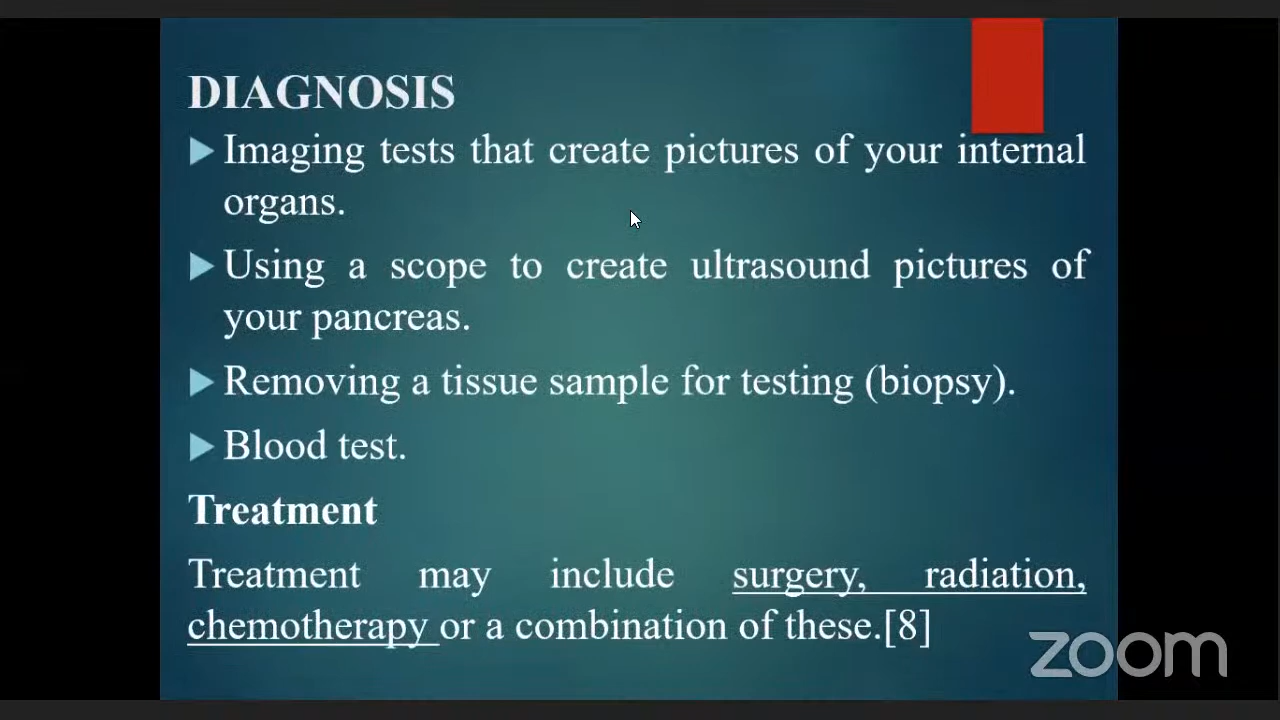 DIAGNOSIS
Imaging tests that create pictures of your internal
organs.
Using a scope to create ultrasound pictures of
your pancreas.
Removing a tissue sample for testing (biopsy).
Blood test.
Treatment
Treatment may include surgery, radiation,
chemotherapy or a combination of these.[8]
zoom